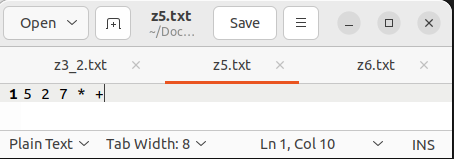 Open z5.txt ~/Doc... Save
z3_2.txt z5.txt z6.txt
1 5 2 7 * +
Plain Text Tab Width: 8 Ln 1, Col 10 INS